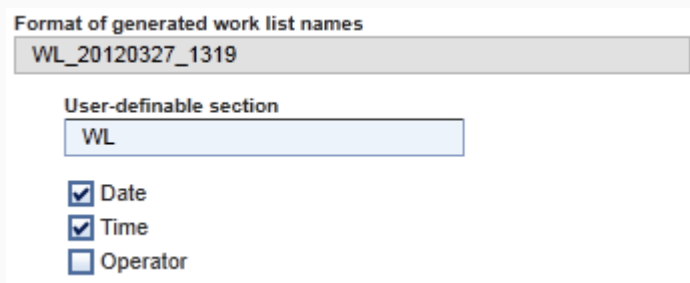 Format of generated work list names
WL_20120327_1319
User-definable section
WL
Date
Time
Operator